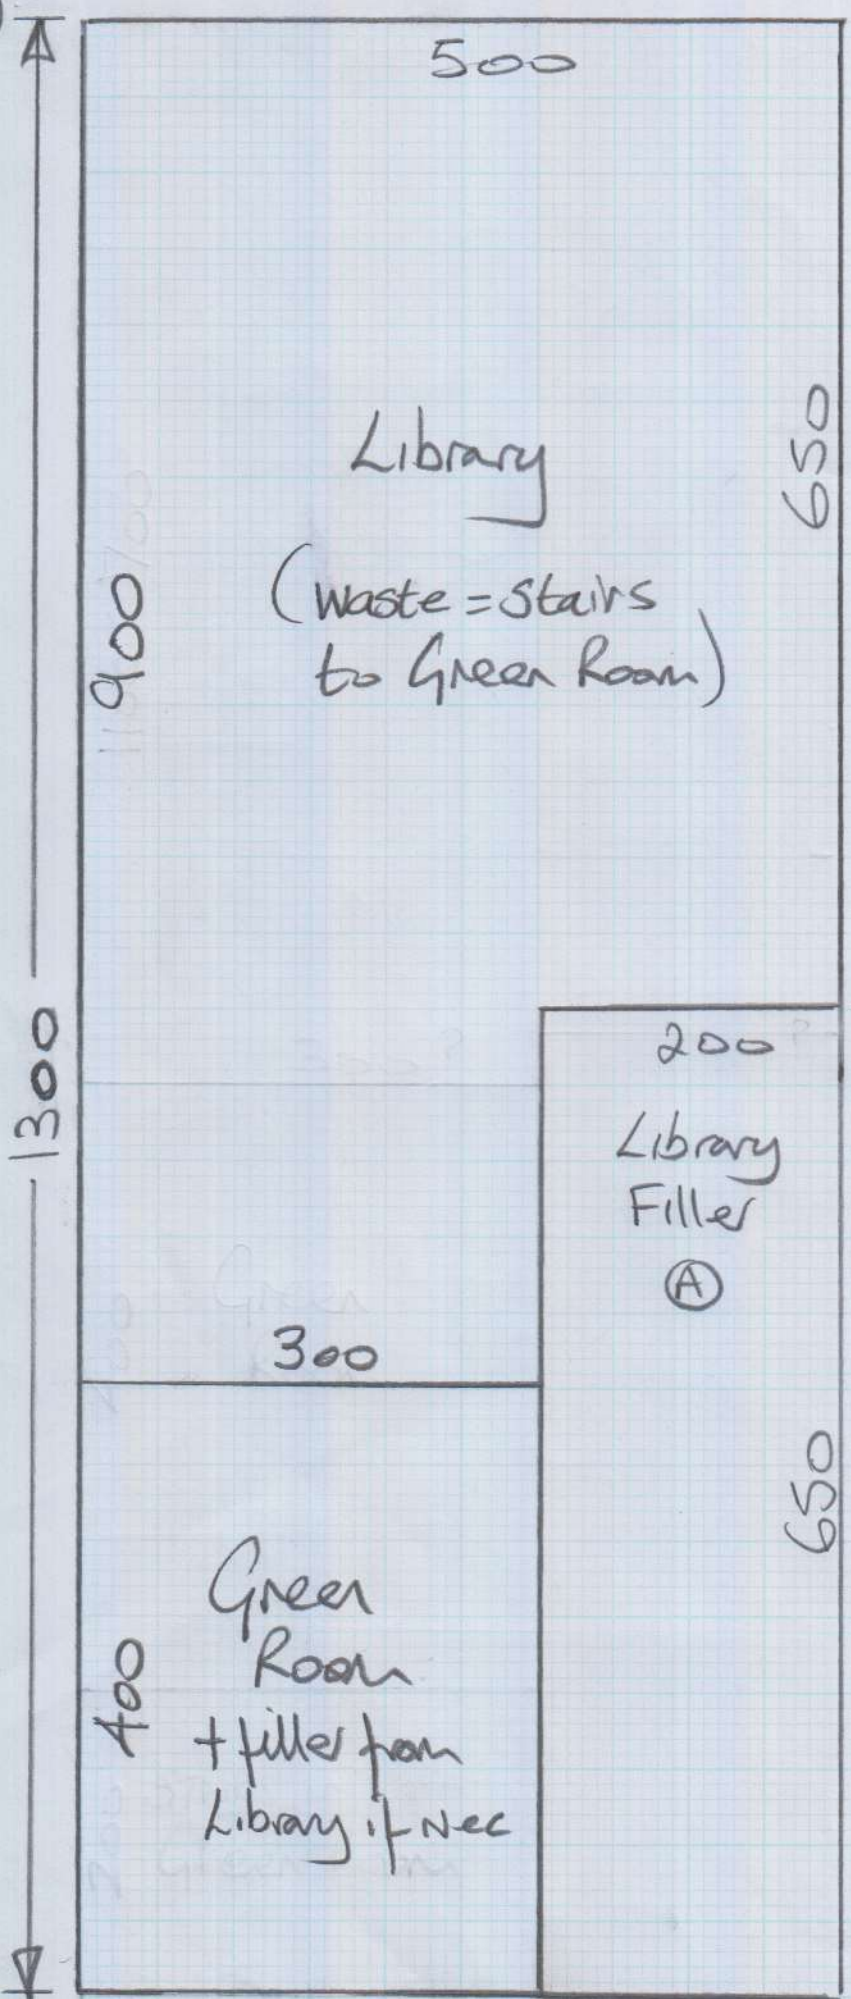 500
Library
650
900
(Waste = Stairs
to Green Room)
1300
200
Library
Filler
A
300
650
Green
Room
400
+ filler from
Library if Nec